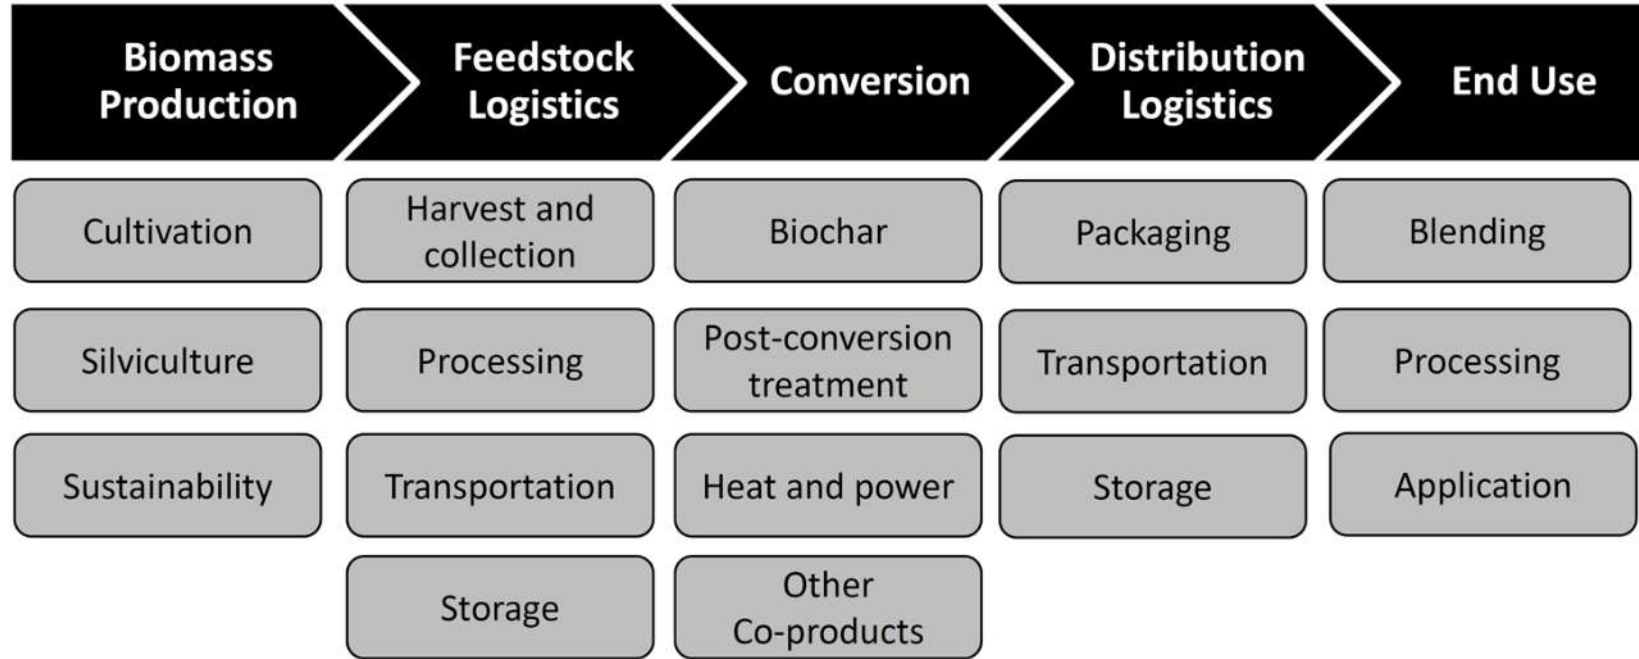 Biomass
Production
Feedstock
Logistics
Conversion
Distribution
Logistics
End Use
Cultivation
Harvest and
collection
Biochar
Packaging
Blending
Silviculture
Processing
Post-conversion
treatment
Transportation
Processing
Sustainability
Transportation
Heat and power
Storage
Application
Storage
Other
Co-products